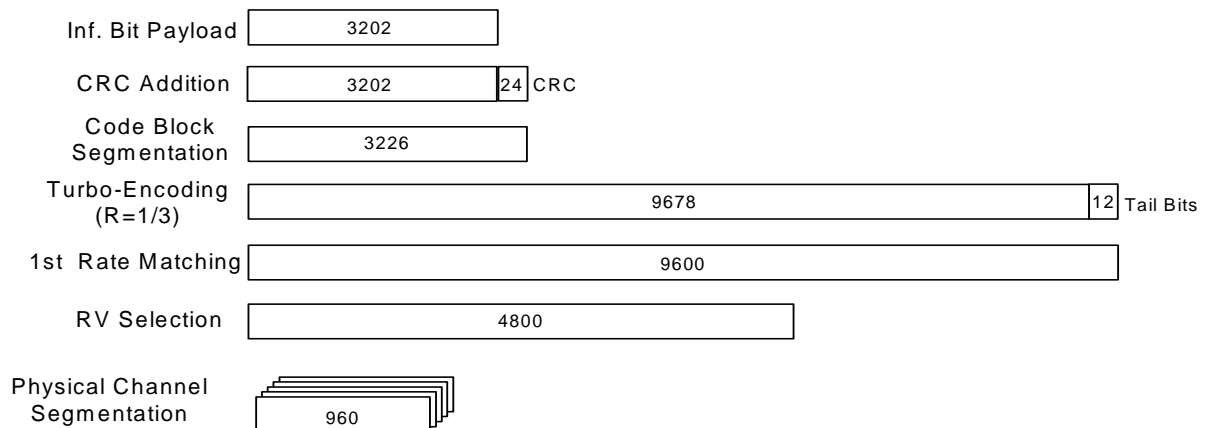 Inf. Bit Payload 3202
CRC Addition 3202 24 CRC
Code Block
Segmentation 3226
Turbo-Encoding
(R=1/3) 9678 12 Tail Bits
1st Rate Matching 9600
RV Selection 4800
Physical Channel
Segmentation 960